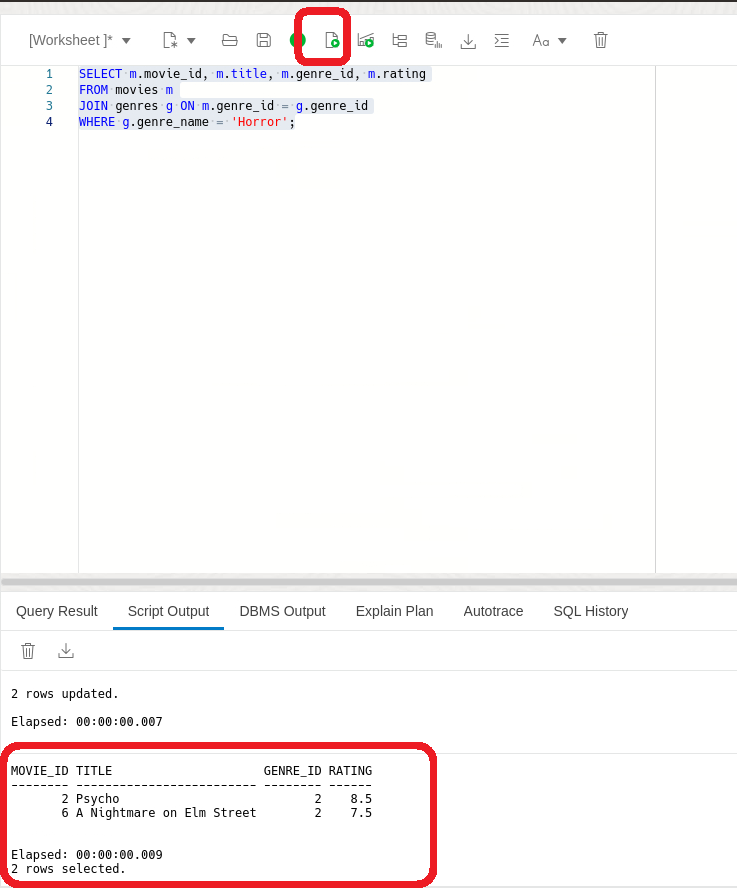 [Worksheet ]*
Aa
1 SELECT m.movie_id, m.title, m.genre_id, m.rating
2 FROM movies m
3 JOIN genres g ON m.genre_id = g.genre_id
4 WHERE g.genre_name = 'Horror';
Query Result Script Output DBMS Output Explain Plan Autotrace SQL History
2 rows updated.
Elapsed: 00:00:00.007
MOVIE_ID TITLE                     GENRE_ID RATING
-------- ------------------------- -------- ------
       2 Psycho                           2    8.5
       6 A Nightmare on Elm Street        2    7.5
Elapsed: 00:00:00.009
2 rows selected.